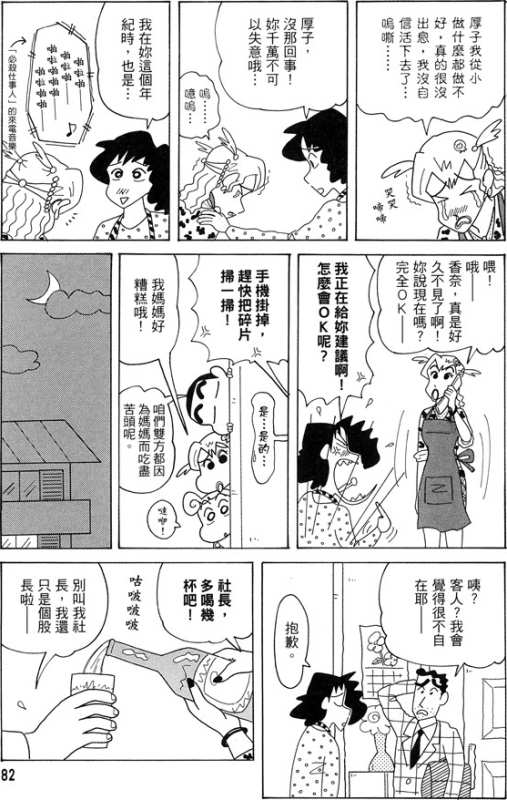 厚子我從小
做什麼都做不
好，真的很沒
出息，我沒自
信活下去了…
嗚嘶……
哭哭
唏唏
厚子，
沒那回事！
妳千萬不可
以失意哦！
嗚……
噫嗚……
我在妳這個年
紀時，也是…
「必殺仕事人」的來電音樂
喂！
哦——
香奈，真是好
久不見了啊！
妳說現在嗎？
完全ＯＫ——
我正在給妳建議啊！
怎麼會ＯＫ呢？
手機掛掉，
趕快把碎片
掃一掃！
是…是的…
我媽媽好
糟糕哦！
咱們雙方都因
為媽媽而吃盡
苦頭呢。
哇咿！
咦？
客人？我會
覺得很不自
在耶——
抱歉。
社長，
多喝幾
杯吧！
咕啵啵啵
別叫我社
長，我還
只是個股
長啦——
82